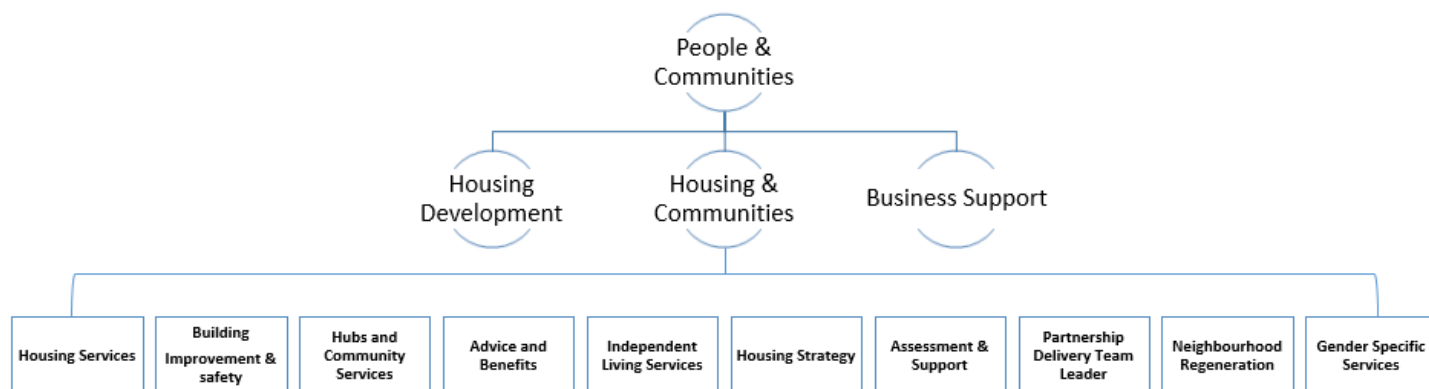 People &
Communities
Housing
Development
Housing &
Communities
Business Support
Housing Services
Building
Improvement &
safety
Hubs and
Community
Services
Advice and
Benefits
Independent
Living Services
Housing Strategy
Assessment &
Support
Partnership
Delivery Team
Leader
Neighbourhood
Regeneration
Gender Specific
Services